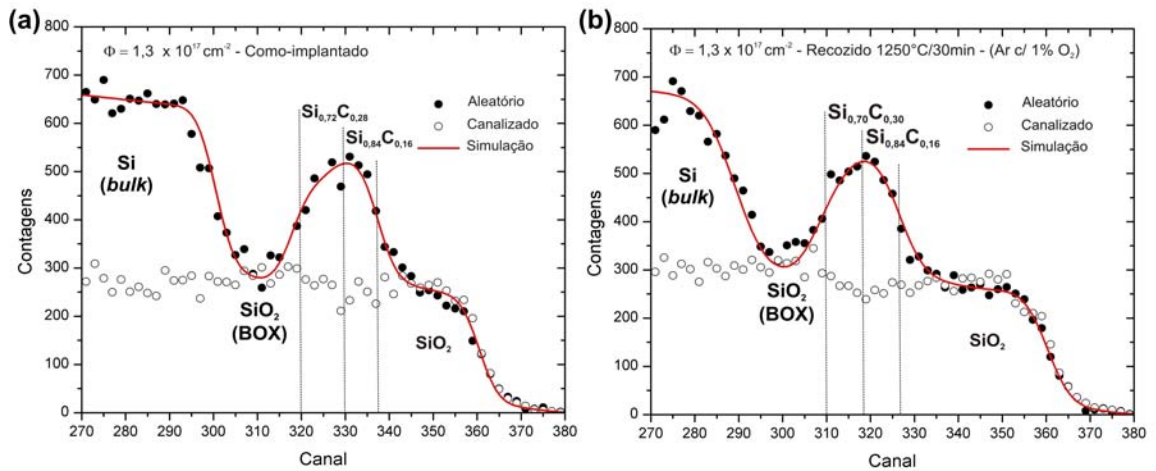 (a)
Φ = 1,3 x 10¹⁷cm⁻² - Como-implantado
Aleatório
Canalizado
Simulação
Si₀,₇₂C₀,₂₈
Si₀,₈₄C₀,₁₆
Si
(bulk)
SiO₂
(BOX)
SiO₂
Contagens
800
700
600
500
400
300
200
100
0
270 280 290 300 310 320 330 340 350 360 370 380
Canal
(b)
Φ = 1,3 x 10¹⁷cm⁻² - Recozido 1250°C/30min - (Ar c/ 1% O₂)
Aleatório
Canalizado
Simulação
Si₀,₇₀C₀,₃₀
Si₀,₈₄C₀,₁₆
Si
(bulk)
SiO₂
(BOX)
SiO₂
Contagens
800
700
600
500
400
300
200
100
0
270 280 290 300 310 320 330 340 350 360 370 380
Canal